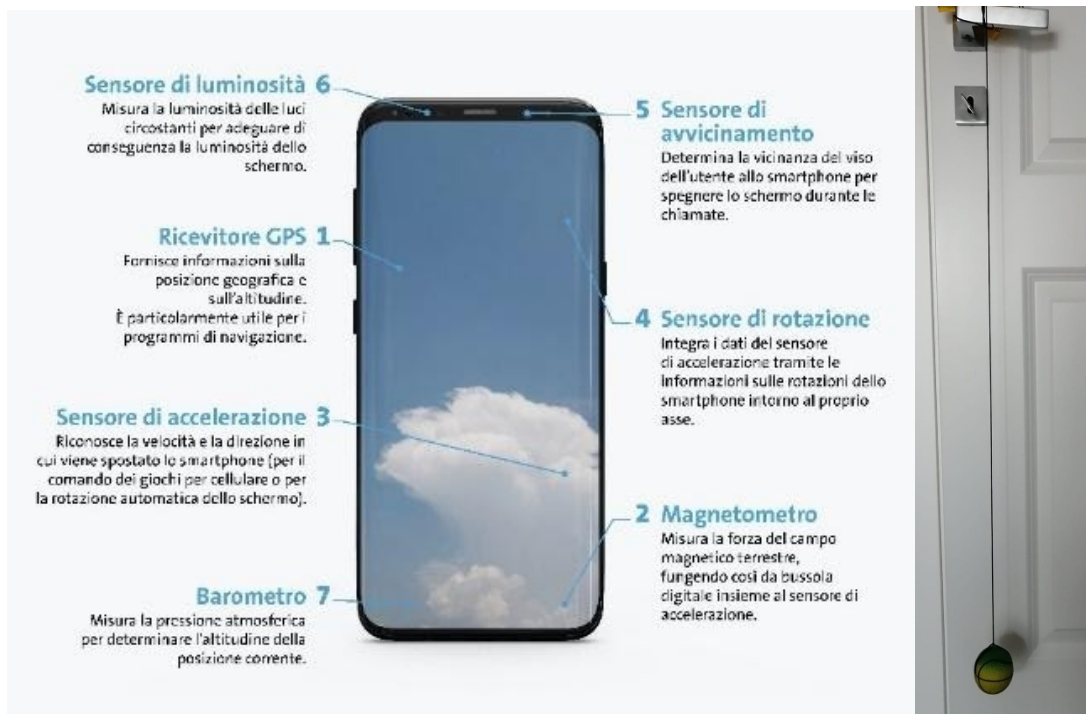 Sensore di luminosità 6
Misura la luminosità delle luci
circostanti per adeguare di
conseguenza la luminosità dello
schermo.
Ricevitore GPS 1
Fornisce informazioni sulla
posizione geografica e
sull'altitudine.
È particolarmente utile per i
programmi di navigazione.
Sensore di accelerazione 3
Riconosce la velocità e la direzione in
cui viene spostato lo smartphone (per il
comando dei giochi per cellulare o per
la rotazione automatica dello schermo).
Barometro 7
Misura la pressione atmosferica
per determinare l'altitudine della
posizione corrente.
5 Sensore di
avvicinamento
Determina la vicinanza del viso
dell'utente allo smartphone per
spegnere lo schermo durante le
chiamate.
4 Sensore di rotazione
Integra i dati del sensore
di accelerazione tramite le
informazioni sulle rotazioni dello
smartphone intorno al proprio
asse.
2 Magnetometro
Misura la forza del campo
magnetico terrestre,
fungendo così da bussola
digitale insieme al sensore di
accelerazione.